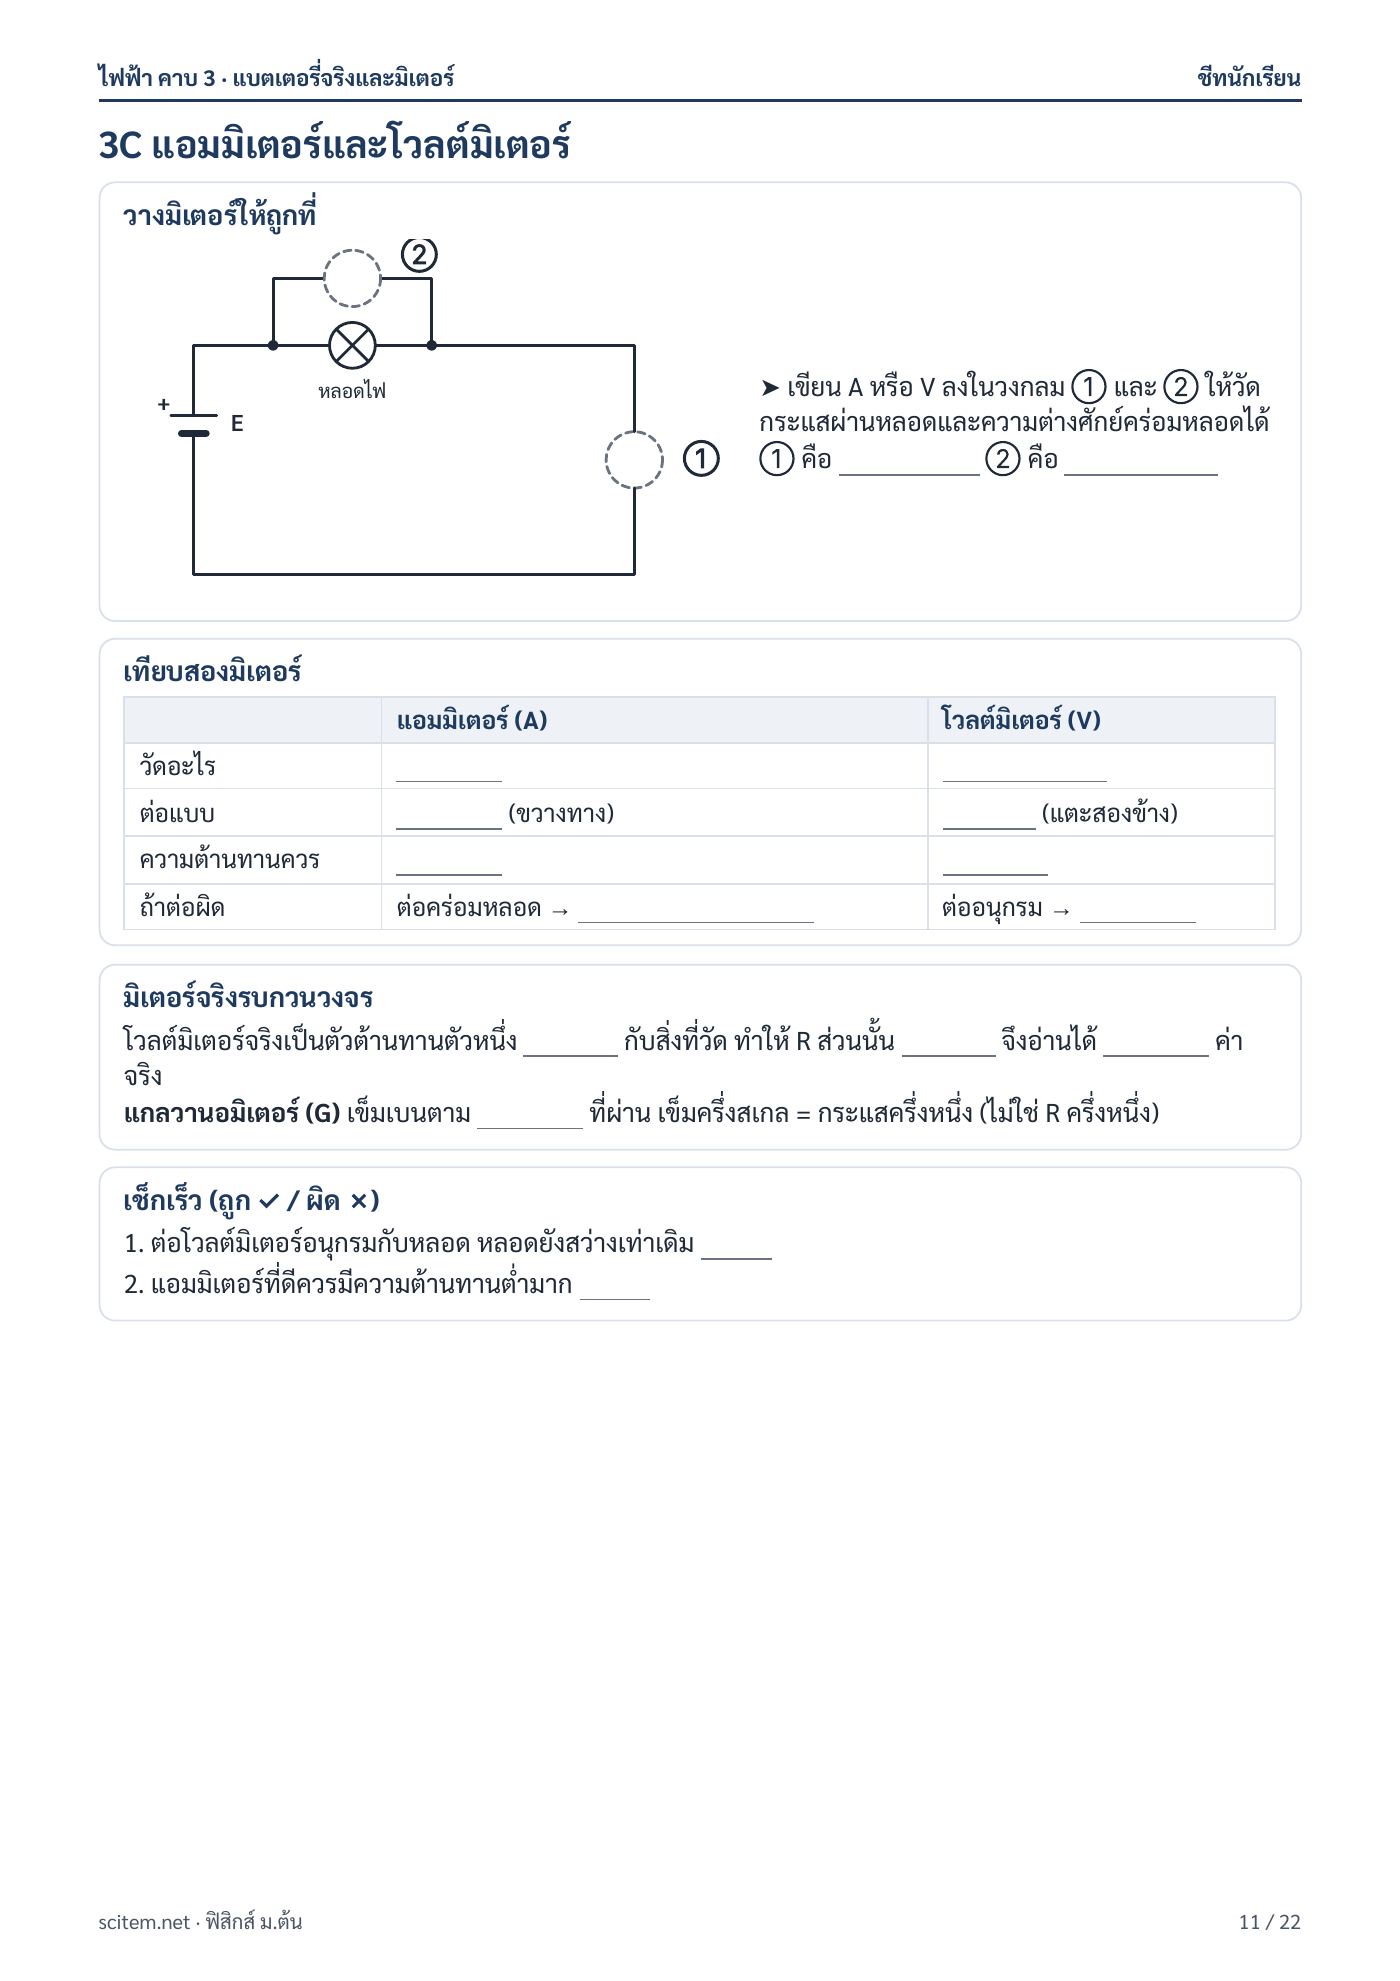 ไฟฟ้า คาบ 3 · แบตเตอรี่จริงและมิเตอร์
ชีทนักเรียน
3C แอมมิเตอร์และโวลต์มิเตอร์
วางมิเตอร์ให้ถูกที่
②
หลอดไฟ
+
E
①
➤ เขียน A หรือ V ลงในวงกลม ① และ ② ให้วัด
กระแสผ่านหลอดและความต่างศักย์คร่อมหลอดได้
① คือ ________ ② คือ ________
เทียบสองมิเตอร์
แอมมิเตอร์ (A) โวลต์มิเตอร์ (V)
วัดอะไร ________ ________
ต่อแบบ ________ (ขวางทาง) ________ (แตะสองข้าง)
ความต้านทานควร ________ ________
ถ้าต่อผิด ต่อคร่อมหลอด → ________ ต่ออนุกรม → ________
มิเตอร์จริงรบกวนวงจร
โวลต์มิเตอร์จริงเป็นตัวต้านทานตัวหนึ่ง ________ กับสิ่งที่วัด ทำให้ R ส่วนนั้น ________ จึงอ่านได้ ________ ค่า
จริง
แกลวานอมิเตอร์ (G) เข็มเบนตาม ________ ที่ผ่าน เข็มครึ่งสเกล = กระแสครึ่งหนึ่ง (ไม่ใช่ R ครึ่งหนึ่ง)
เช็กเร็ว (ถูก ✓ / ผิด ✕)
1. ต่อโวลต์มิเตอร์อนุกรมกับหลอด หลอดยังสว่างเท่าเดิม _____
2. แอมมิเตอร์ที่ดีควรมีความต้านทานต่ำมาก _____
scitem.net · ฟิสิกส์ ม.ต้น
11 / 22